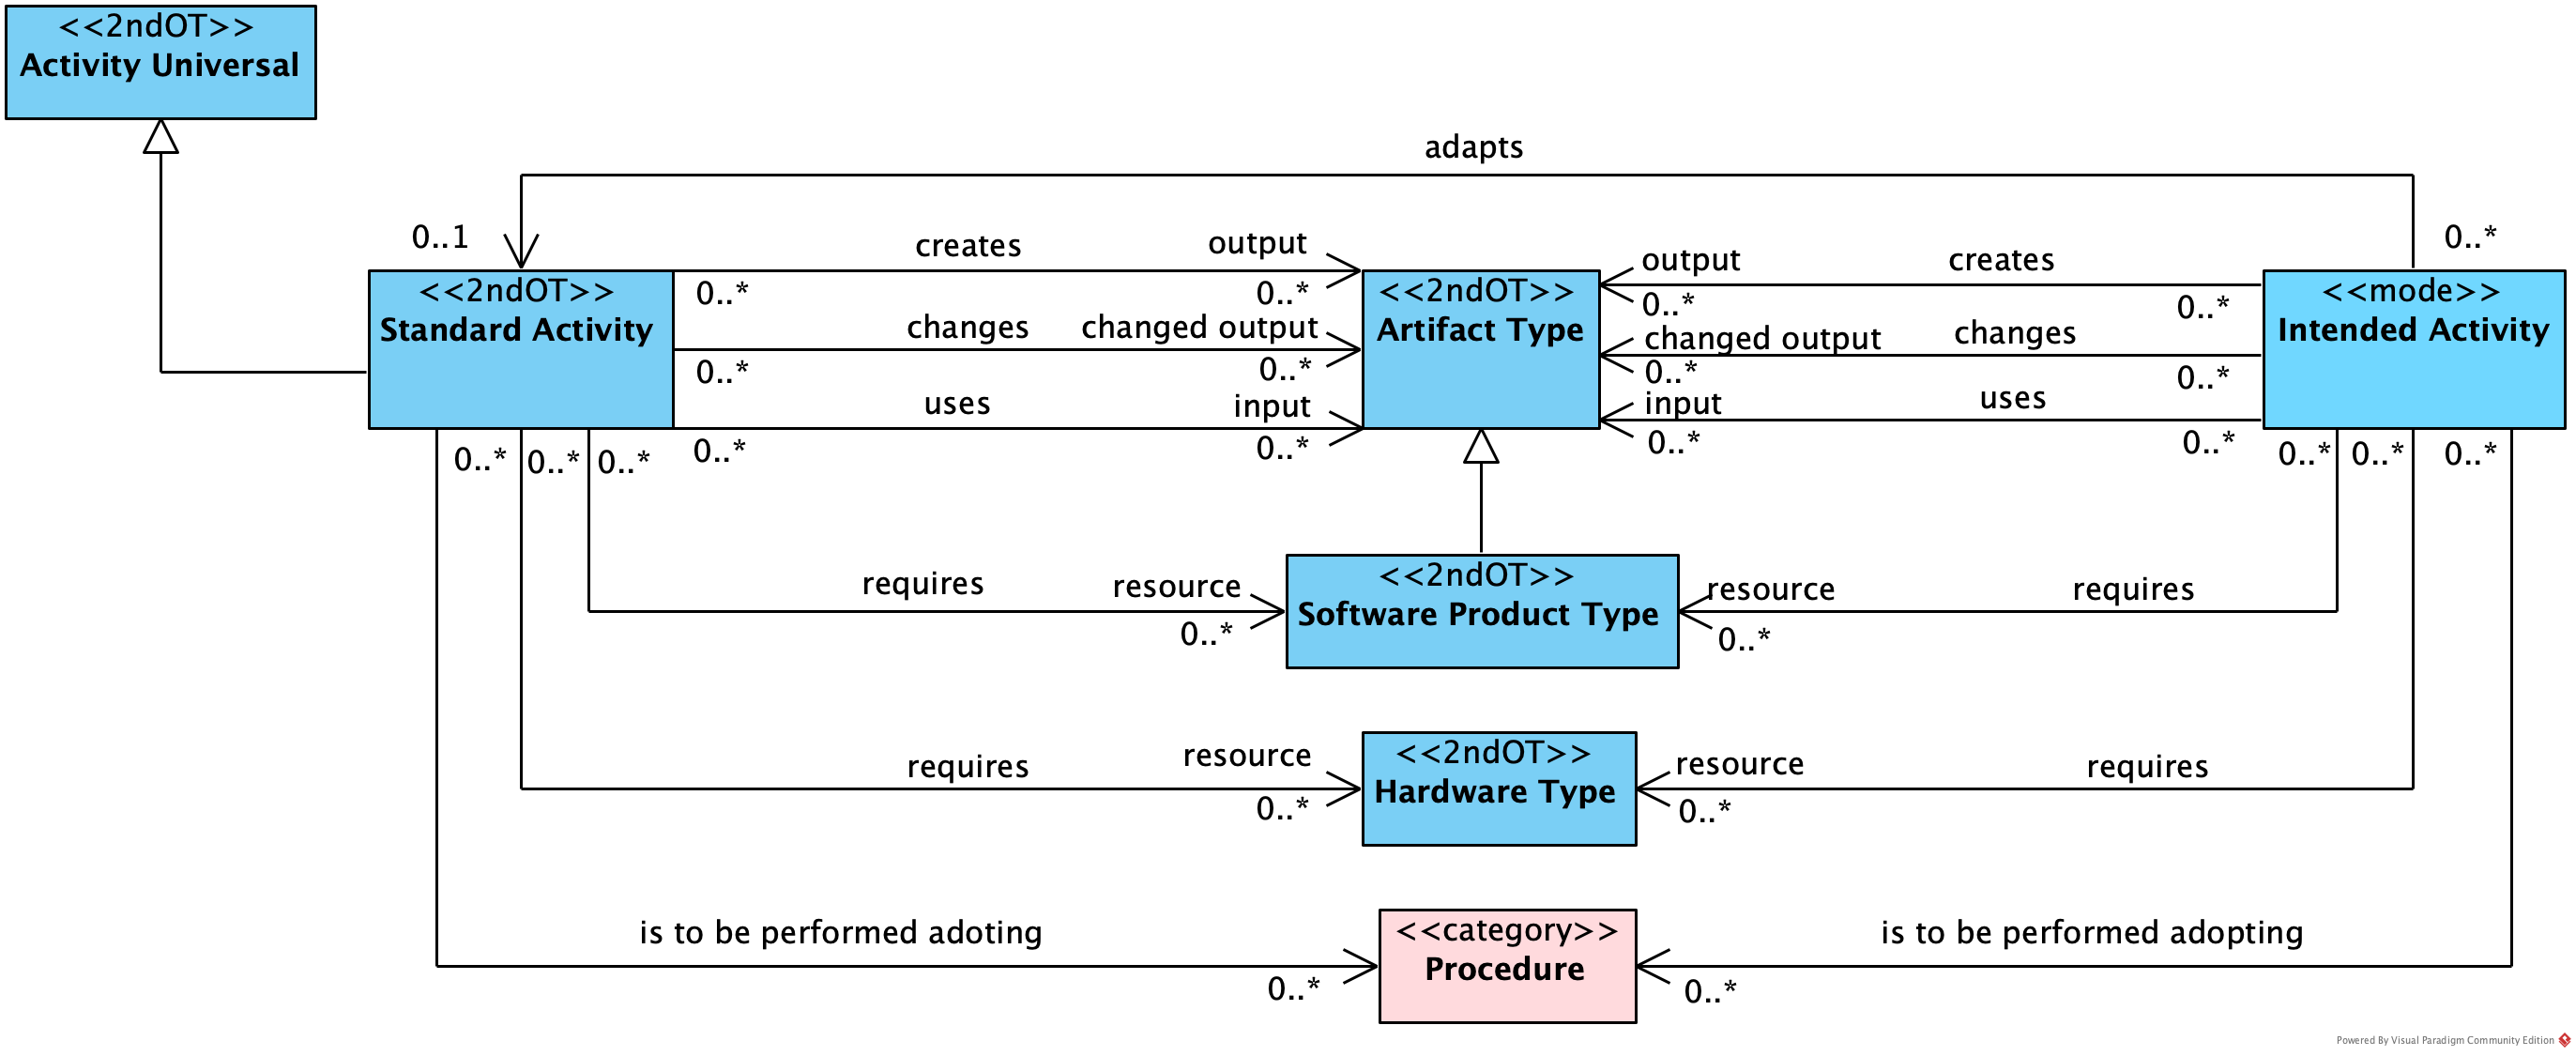 <<2ndOT>>
Activity Universal
adapts
0..1
0..*
creates
output
output
creates
<<2ndOT>>
Standard Activity
0..*
0..*
<<2ndOT>>
Artifact Type
0..*
0..*
<<mode>>
Intended Activity
changes
changed output
changed output
changes
0..*
0..*
0..*
0..*
uses
input
input
uses
0..*
0..*
0..*
0..*
0..*
0..*
0..*
0..*
0..*
0..*
requires
resource
<<2ndOT>>
Software Product Type
resource
requires
0..*
0..*
requires
resource
<<2ndOT>>
Hardware Type
resource
requires
0..*
0..*
is to be performed adoting
<<category>>
Procedure
is to be performed adopting
0..*
0..*
Powered By Visual Paradigm Community Edition